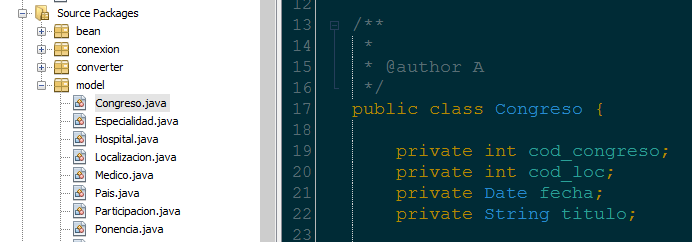 Source Packages
bean
conexion
converter
model
Congreso.java
Especialidad.java
Hospital.java
Localizacion.java
Medico.java
Pais.java
Participacion.java
Ponencia.java
12
13 /**
14 *
15 * @author A
16 */
17 public class Congreso {
18
19 private int cod_congreso;
20 private int cod_loc;
21 private Date fecha;
22 private String titulo;
23